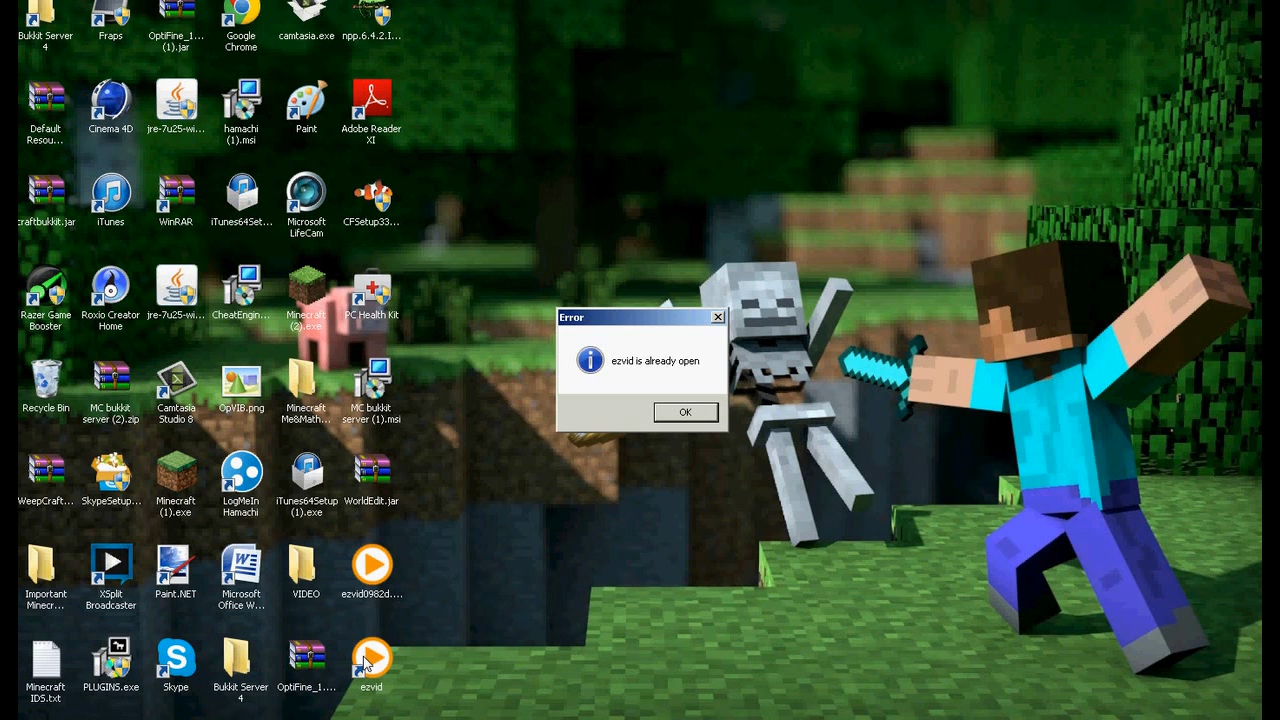 Bukkit Server
4
Fraps
OptiFine_1...
(1).jar
Google
Chrome
camtasia.exe
npp.6.4.2.I...
Default
Resou...
Cinema 4D
jre-7u25-wi...
hamachi
(1).msi
Paint
Adobe Reader
XI
craftbukkit.jar
iTunes
WinRAR
iTunes64Set...
Microsoft
LifeCam
CFSetup33...
Razer Game
Booster
Roxio Creator
Home
jre-7u25-wi...
CheatEngin...
Minecraft
(2).exe
PC Health Kit
Error
ezvid is already open
OK
Recycle Bin
MC bukkit
server (2).zip
Camtasia
Studio 8
OpVIB.png
Minecraft
Me&Math...
MC bukkit
server (1).msi
WeepCraft...
SkypeSetup...
Minecraft
(1).exe
LogMeIn
Hamachi
iTunes64Setup
(1).exe
WorldEdit.jar
Important
Minecr...
XSplit
Broadcaster
Paint.NET
Microsoft
Office W...
VIDEO
ezvid0982d....
Minecraft
IDS.txt
PLUGINS.exe
Skype
Bukkit Server
4
OptiFine_1....
ezvid